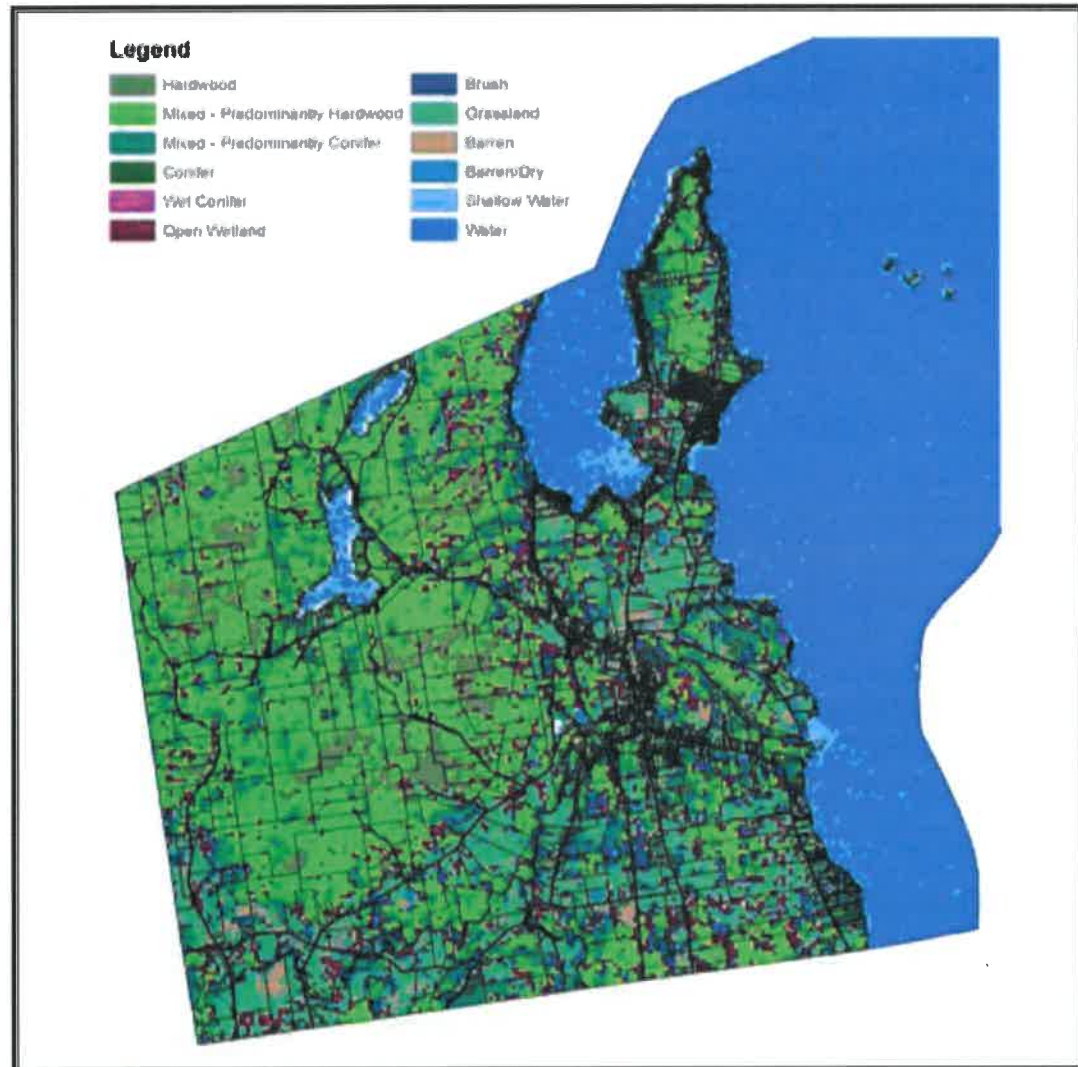 Legend
Hardwood
Mixed - Predominantly Hardwood
Mixed - Predominantly Conifer
Conifer
Wet Conifer
Open Wetland
Brush
Grassland
Barren
Barren/Dry
Shallow Water
Water